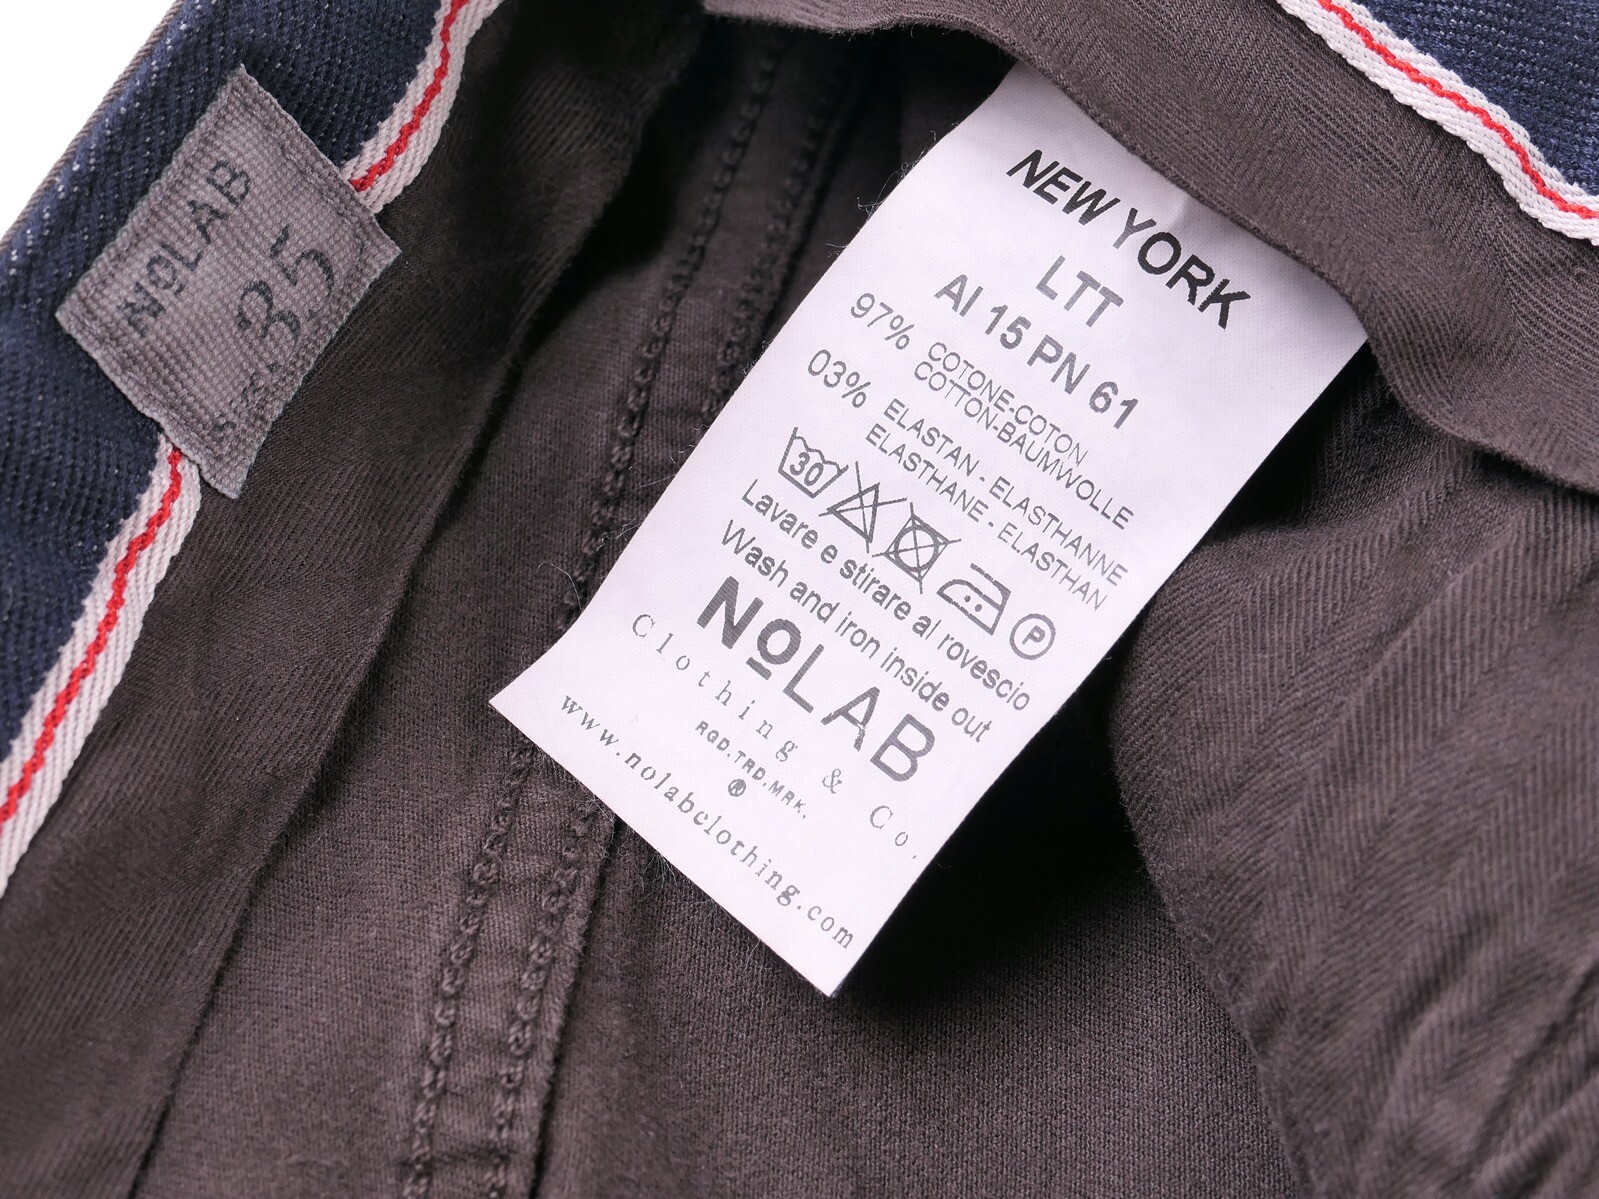 NoLAB
Size. 35
NEW YORK
LTT
AI 15 PN 61
97% COTONE-COTON
COTTON-BAUMWOLLE
03% ELASTAN - ELASTHANNE
ELASTHANE - ELASTHAN
30
P
Lavare e stirare al rovescio
Wash and iron inside out
NoLAB
Clothing & Co.
RGD.TRD.MRK.
®
www.nolabclothing.com